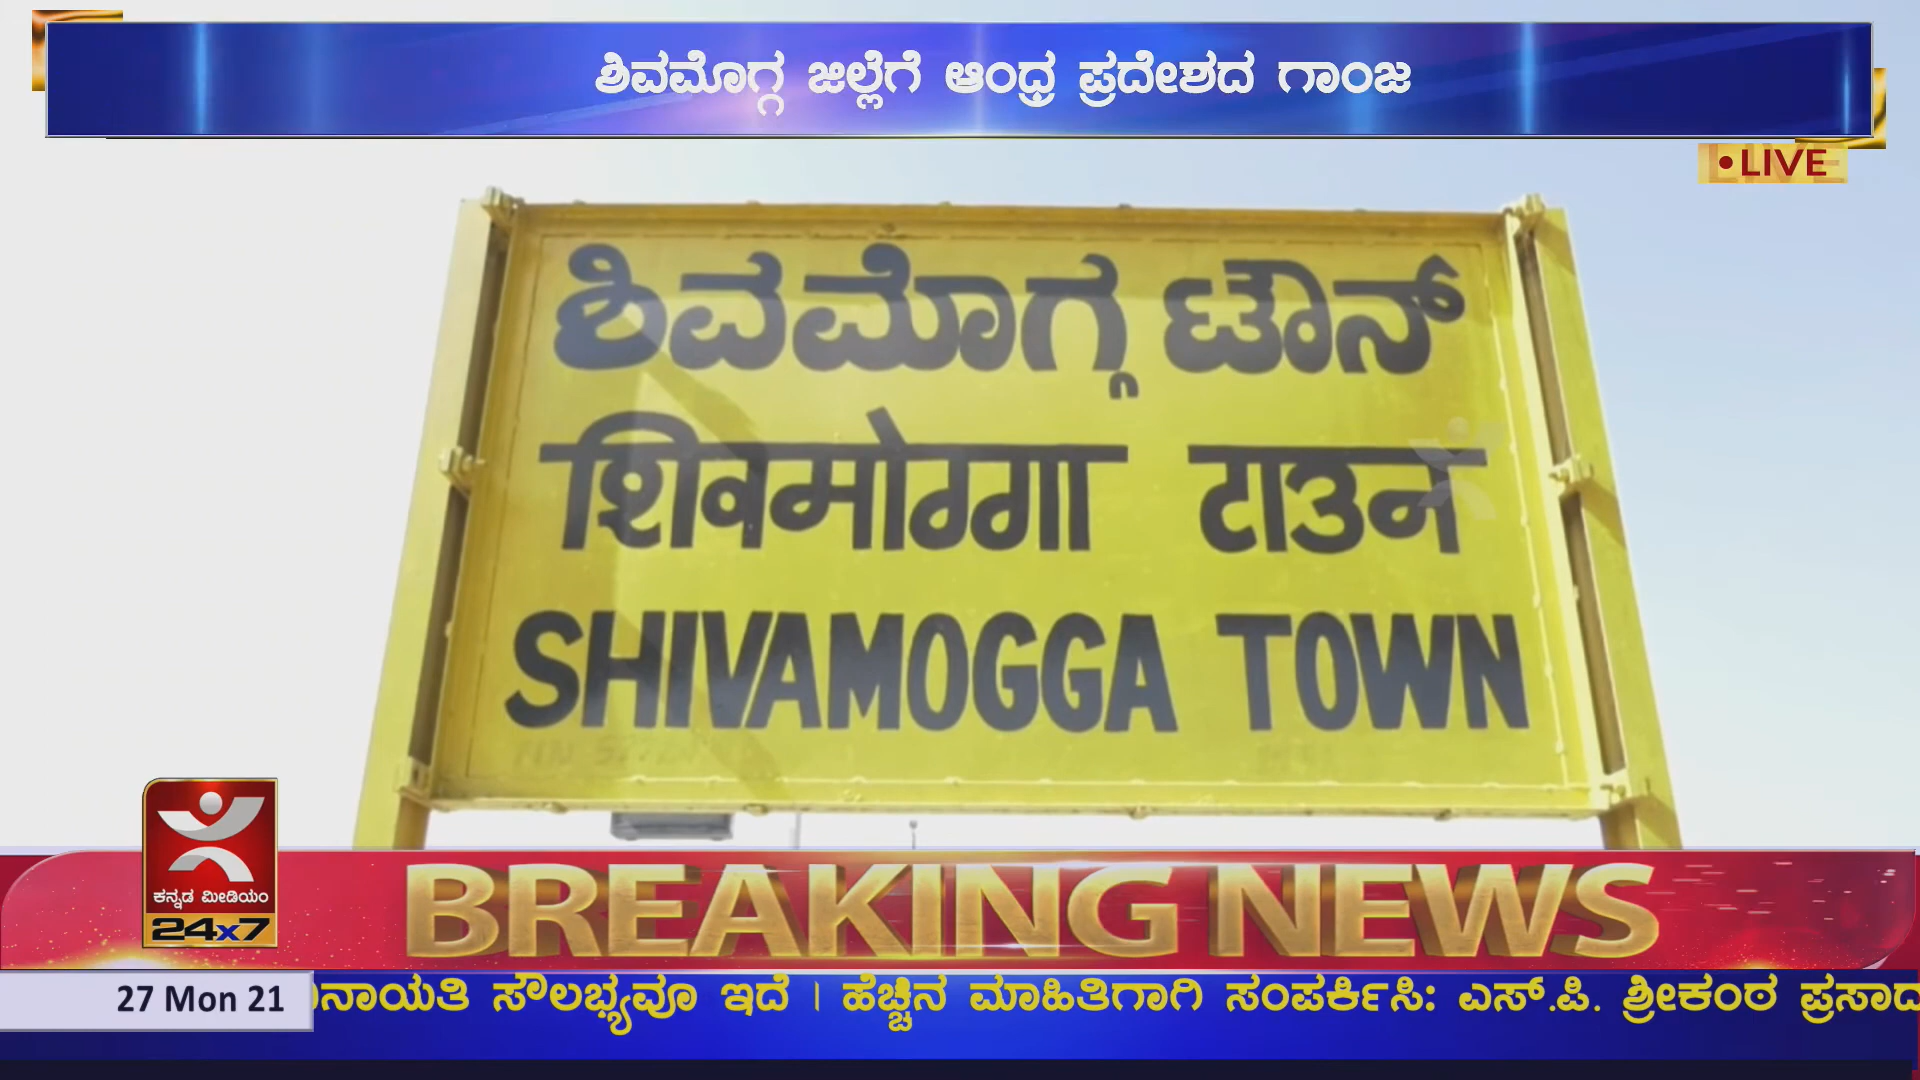 ಶಿವಮೊಗ್ಗ ಜಿಲ್ಲೆಗೆ ಆಂಧ್ರ ಪ್ರದೇಶದ ಗಾಂಜ
• LIVE
ಶಿವಮೊಗ್ಗ ಟೌನ್
शिवमोग्गा टाउन
SHIVAMOGGA TOWN
ಕನ್ನಡ ಮೀಡಿಯಂ
24x7
BREAKING NEWS
27 Mon 21
ಸೌಲಭ್ಯವೂ ಇದೆ | ಹೆಚ್ಚಿನ ಮಾಹಿತಿಗಾಗಿ ಸಂಪರ್ಕಿಸಿ: ಎಸ್.ಪಿ. ಶ್ರೀಕಂಠ ಪ್ರಸಾದ